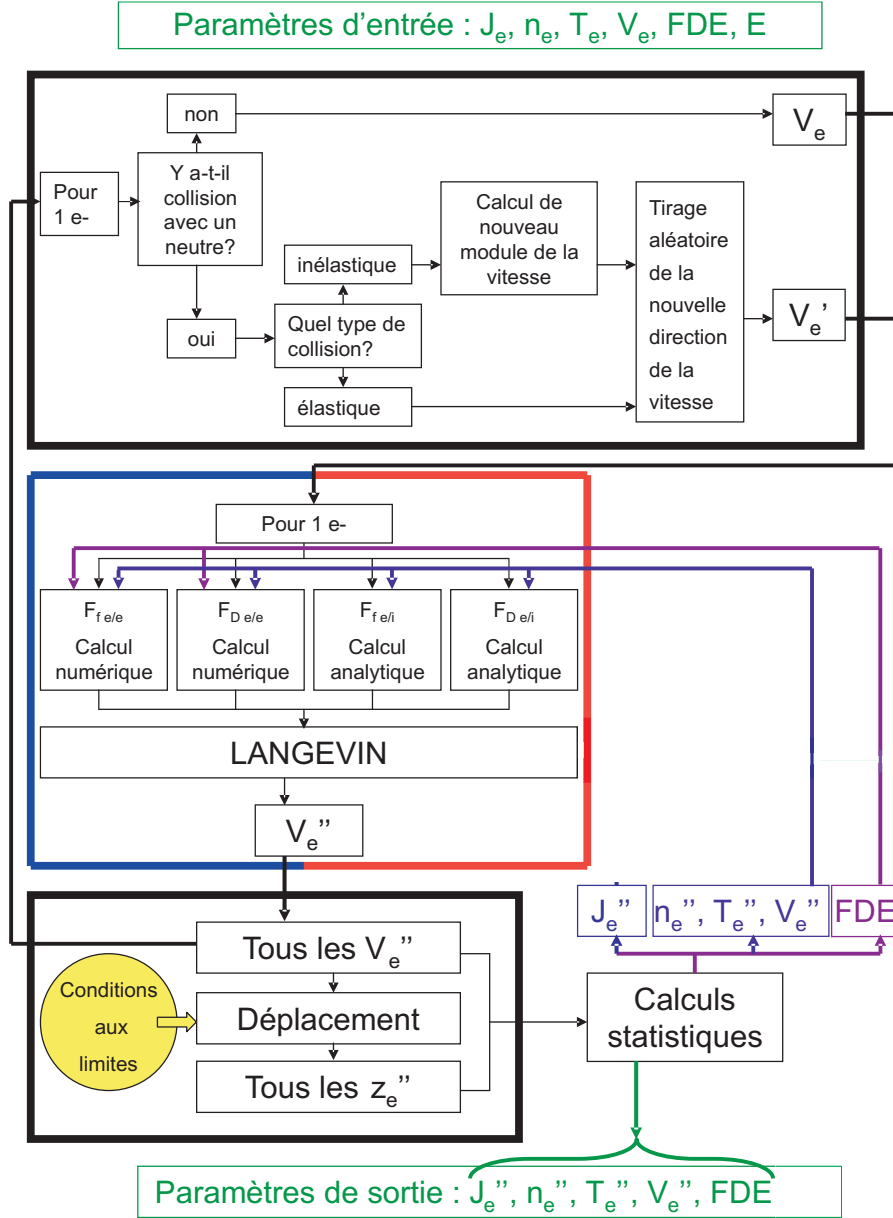 Paramètres d'entrée : Je, ne, Te, Ve, FDE, E
non
Ve
Pour
1 e-
Y a-t-il
collision
avec un
neutre?
Calcul de
nouveau
module de la
vitesse
Tirage
aléatoire
de la
nouvelle
direction
de la
vitesse
inélastique
Ve'
oui
Quel type de
collision?
élastique
Pour 1 e-
Ff e/e
Calcul
numérique
FD e/e
Calcul
numérique
Ff e/i
Calcul
analytique
FD e/i
Calcul
analytique
LANGEVIN
Ve''
Je''
ne'', Te'', Ve''
FDE
Tous les Ve''
Conditions
aux
limites
Déplacement
Tous les ze''
Calculs
statistiques
Paramètres de sortie : Je'', ne'', Te'', Ve'', FDE